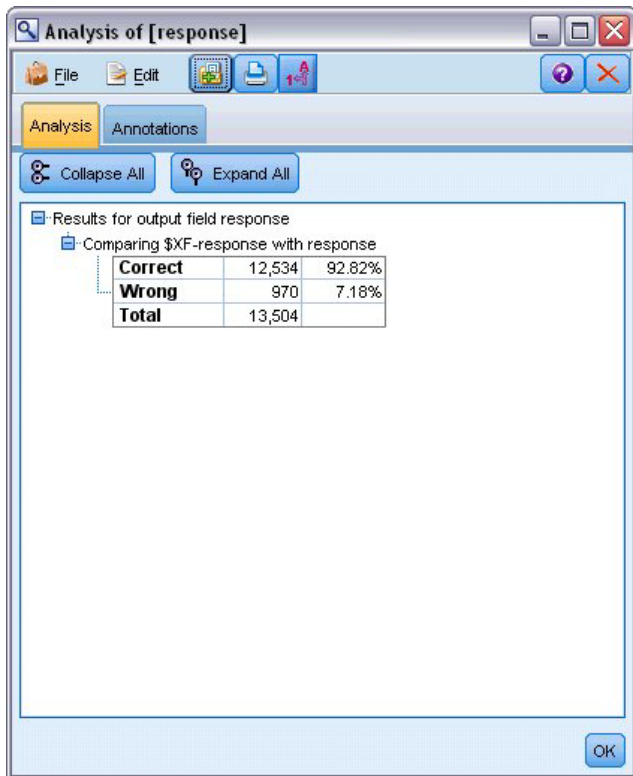 Analysis of [response]
File Edit
Analysis Annotations
Collapse All Expand All
Results for output field response
Comparing $XF-response with response
Correct 12,534 92.82%
Wrong 970 7.18%
Total 13,504
OK